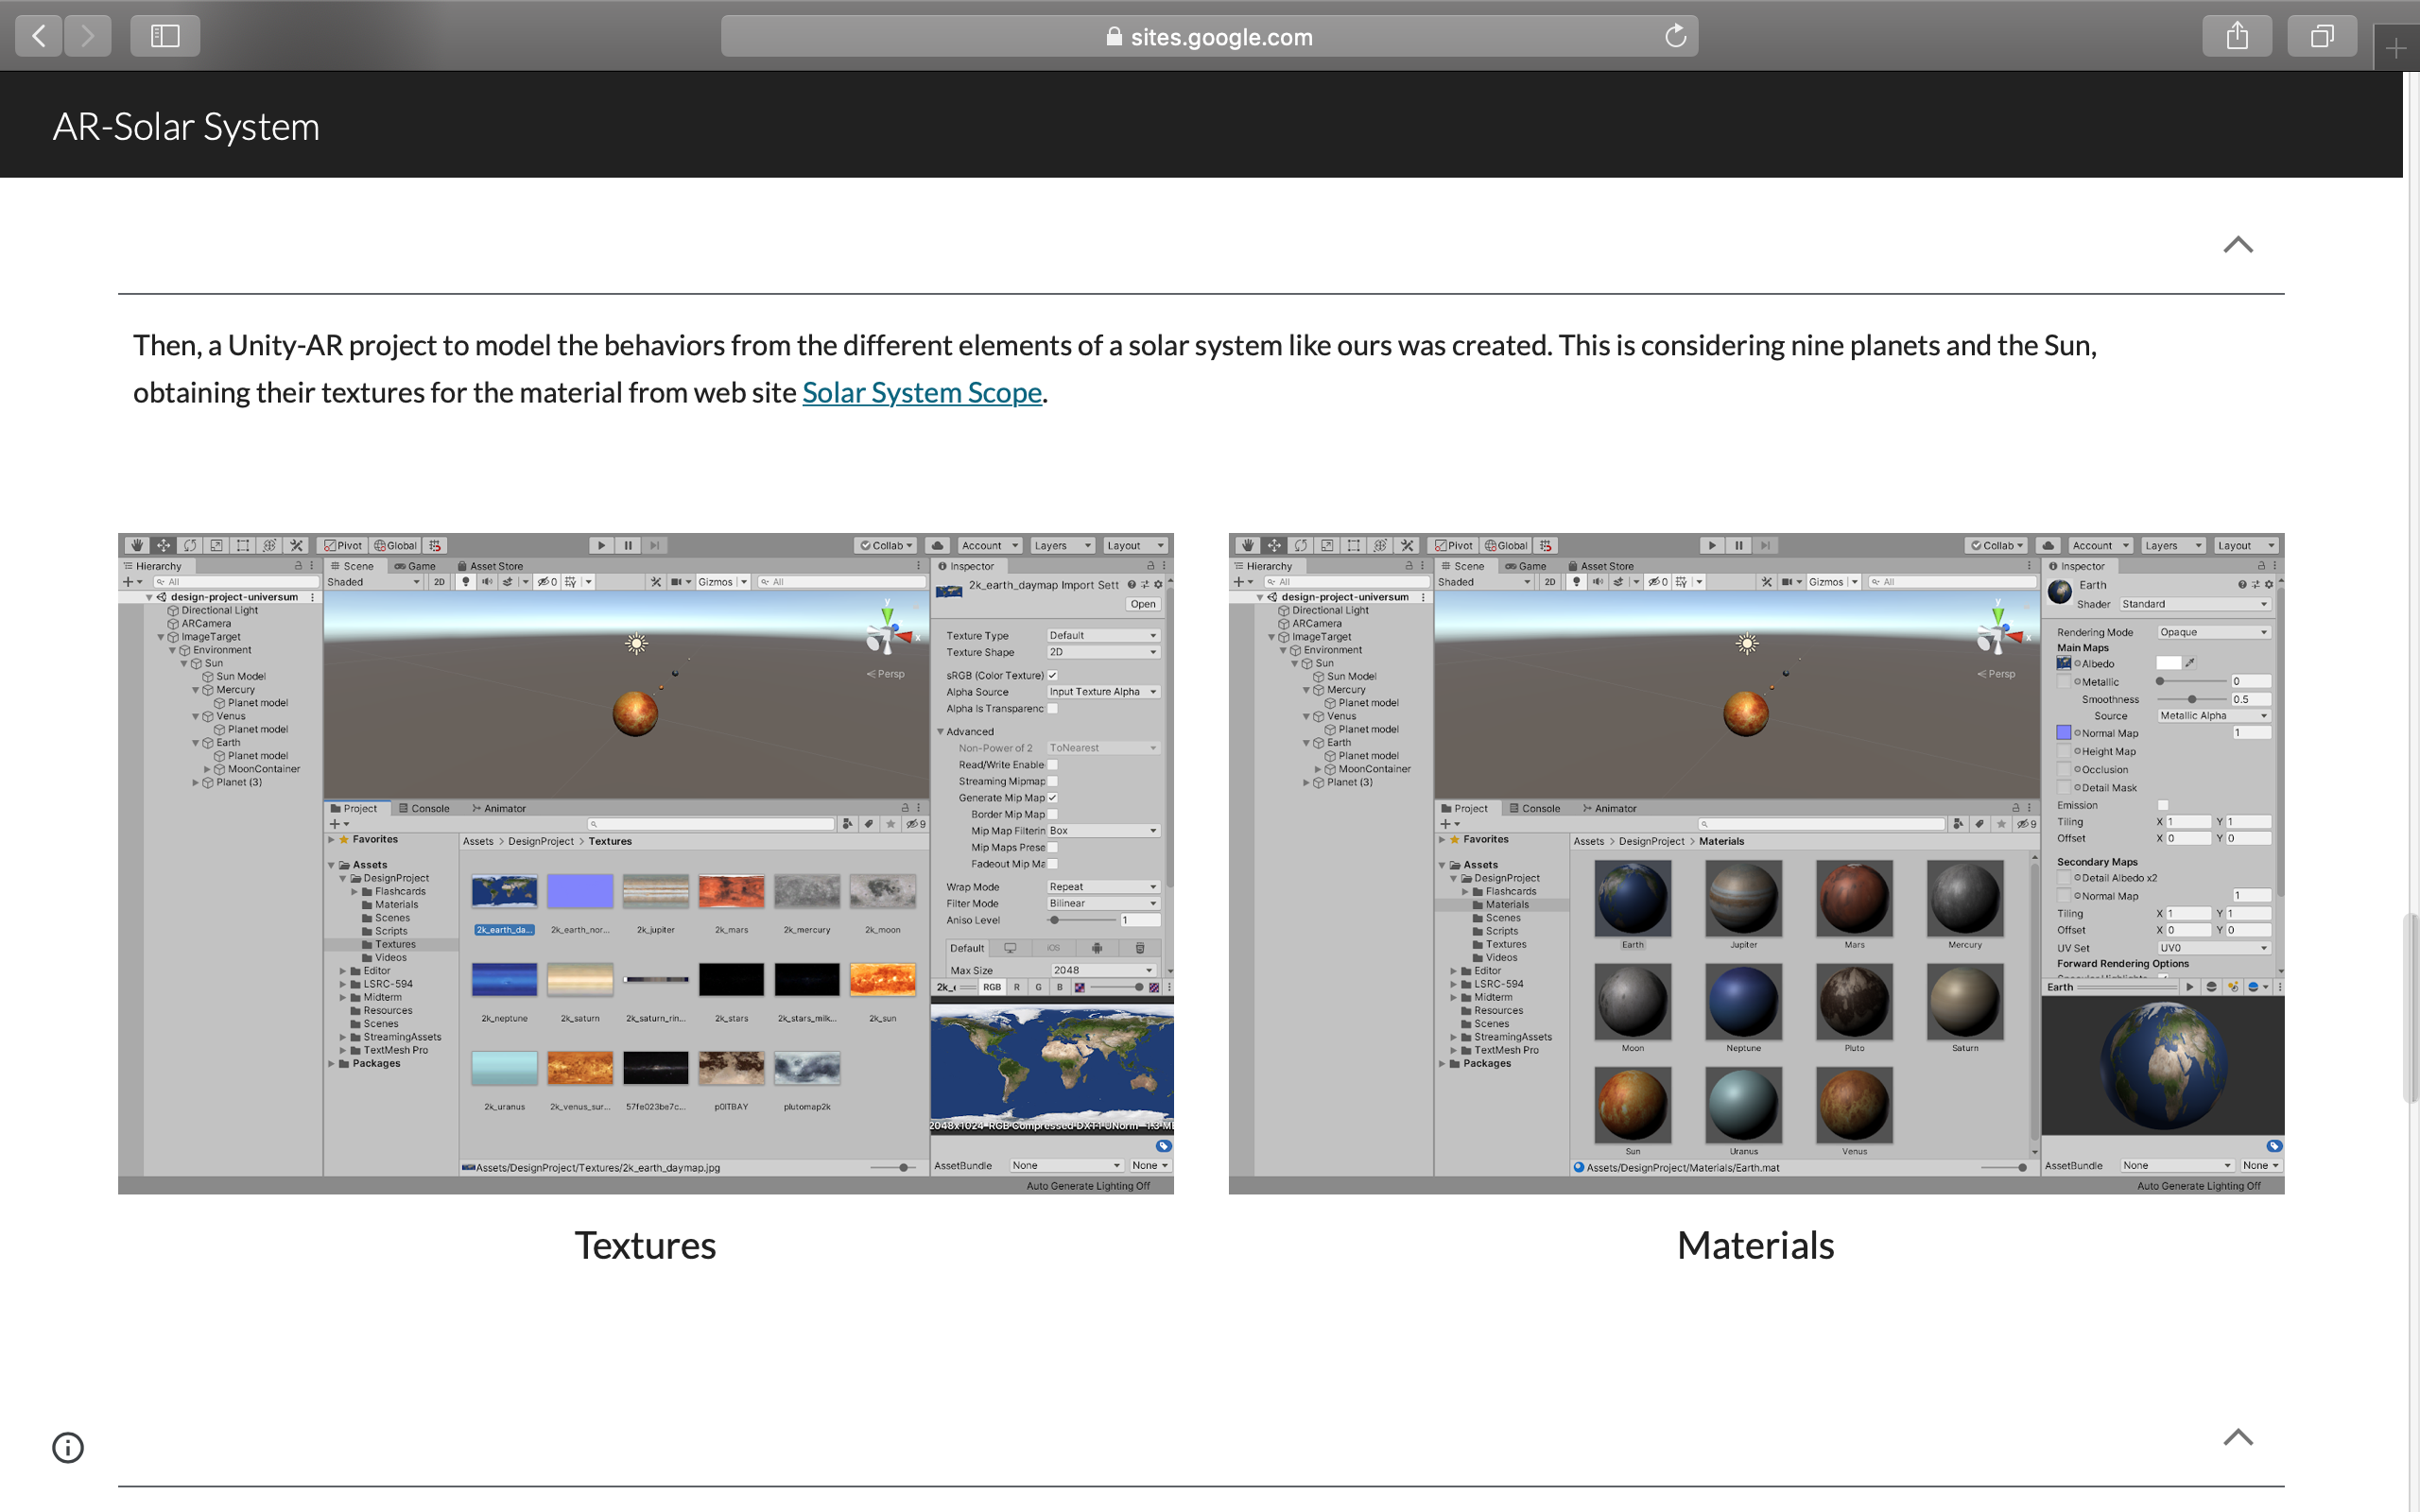 sites.google.com
AR-Solar System
Then, a Unity-AR project to model the behaviors from the different elements of a solar system like ours was created. This is considering nine planets and the Sun,
obtaining their textures for the material from web site Solar System Scope.
Pivot Global Collab Account Layers Layout
Hierarchy Scene Game Asset Store Inspector
All Shaded 2D 0 Gizmos All
2k_earth_daymap Import Sett
Open
design-project-universum
Directional Light
ARCamera
ImageTarget
Environment
Sun
Sun Model
Mercury
Planet model
Venus
Planet model
Earth
Planet model
MoonContainer
Planet (3)
y
x
Persp
Texture Type Default
Texture Shape 2D
sRGB (Color Texture)
Alpha Source Input Texture Alpha
Alpha Is Transparenc
Advanced
Non-Power of 2 ToNearest
Read/Write Enable
Streaming Mipmap
Generate Mip Map
Border Mip Map
Mip Map Filterin Box
Mip Maps Prese
Fadeout Mip Ma
Wrap Mode Repeat
Filter Mode Bilinear
Aniso Level 1
Default iOS
Max Size 2048
RGB R G B
Project Console Animator
9
Favorites
Assets
DesignProject
Flashcards
Materials
Scenes
Scripts
Textures
Videos
Editor
LSRC-594
Midterm
Resources
Scenes
StreamingAssets
TextMesh Pro
Packages
Assets > DesignProject > Textures
2k_earth_da... 2k_earth_nor... 2k_jupiter 2k_mars 2k_mercury 2k_moon
2k_neptune 2k_saturn 2k_saturn_rin... 2k_stars 2k_stars_milk... 2k_sun
2k_uranus 2k_venus_sur... 57fe023be7c... p0ITBAY plutomap2k
2048x1024 RGB Compressed DXT1 UNorm 1.3 M
Assets/DesignProject/Textures/2k_earth_daymap.jpg
AssetBundle None None
Auto Generate Lighting Off
Pivot Global Collab Account Layers Layout
Hierarchy Scene Game Asset Store Inspector
All Shaded 2D 0 Gizmos All
Earth
Shader Standard
design-project-universum
Directional Light
ARCamera
ImageTarget
Environment
Sun
Sun Model
Mercury
Planet model
Venus
Planet model
Earth
Planet model
MoonContainer
Planet (3)
y
Persp
Rendering Mode Opaque
Main Maps
Albedo
Metallic 0
Smoothness 0.5
Source Metallic Alpha
Normal Map 1
Height Map
Occlusion
Detail Mask
Emission
Tiling X 1 Y 1
Offset X 0 Y 0
Secondary Maps
Detail Albedo x2
Normal Map 1
Tiling X 1 Y 1
Offset X 0 Y 0
UV Set UV0
Forward Rendering Options
Earth
Project Console Animator
9
Favorites
Assets
DesignProject
Flashcards
Materials
Scenes
Scripts
Textures
Videos
Editor
LSRC-594
Midterm
Resources
Scenes
StreamingAssets
TextMesh Pro
Packages
Assets > DesignProject > Materials
Earth Jupiter Mars Mercury
Moon Neptune Pluto Saturn
Sun Uranus Venus
Assets/DesignProject/Materials/Earth.mat
AssetBundle None None
Auto Generate Lighting Off
Textures
Materials